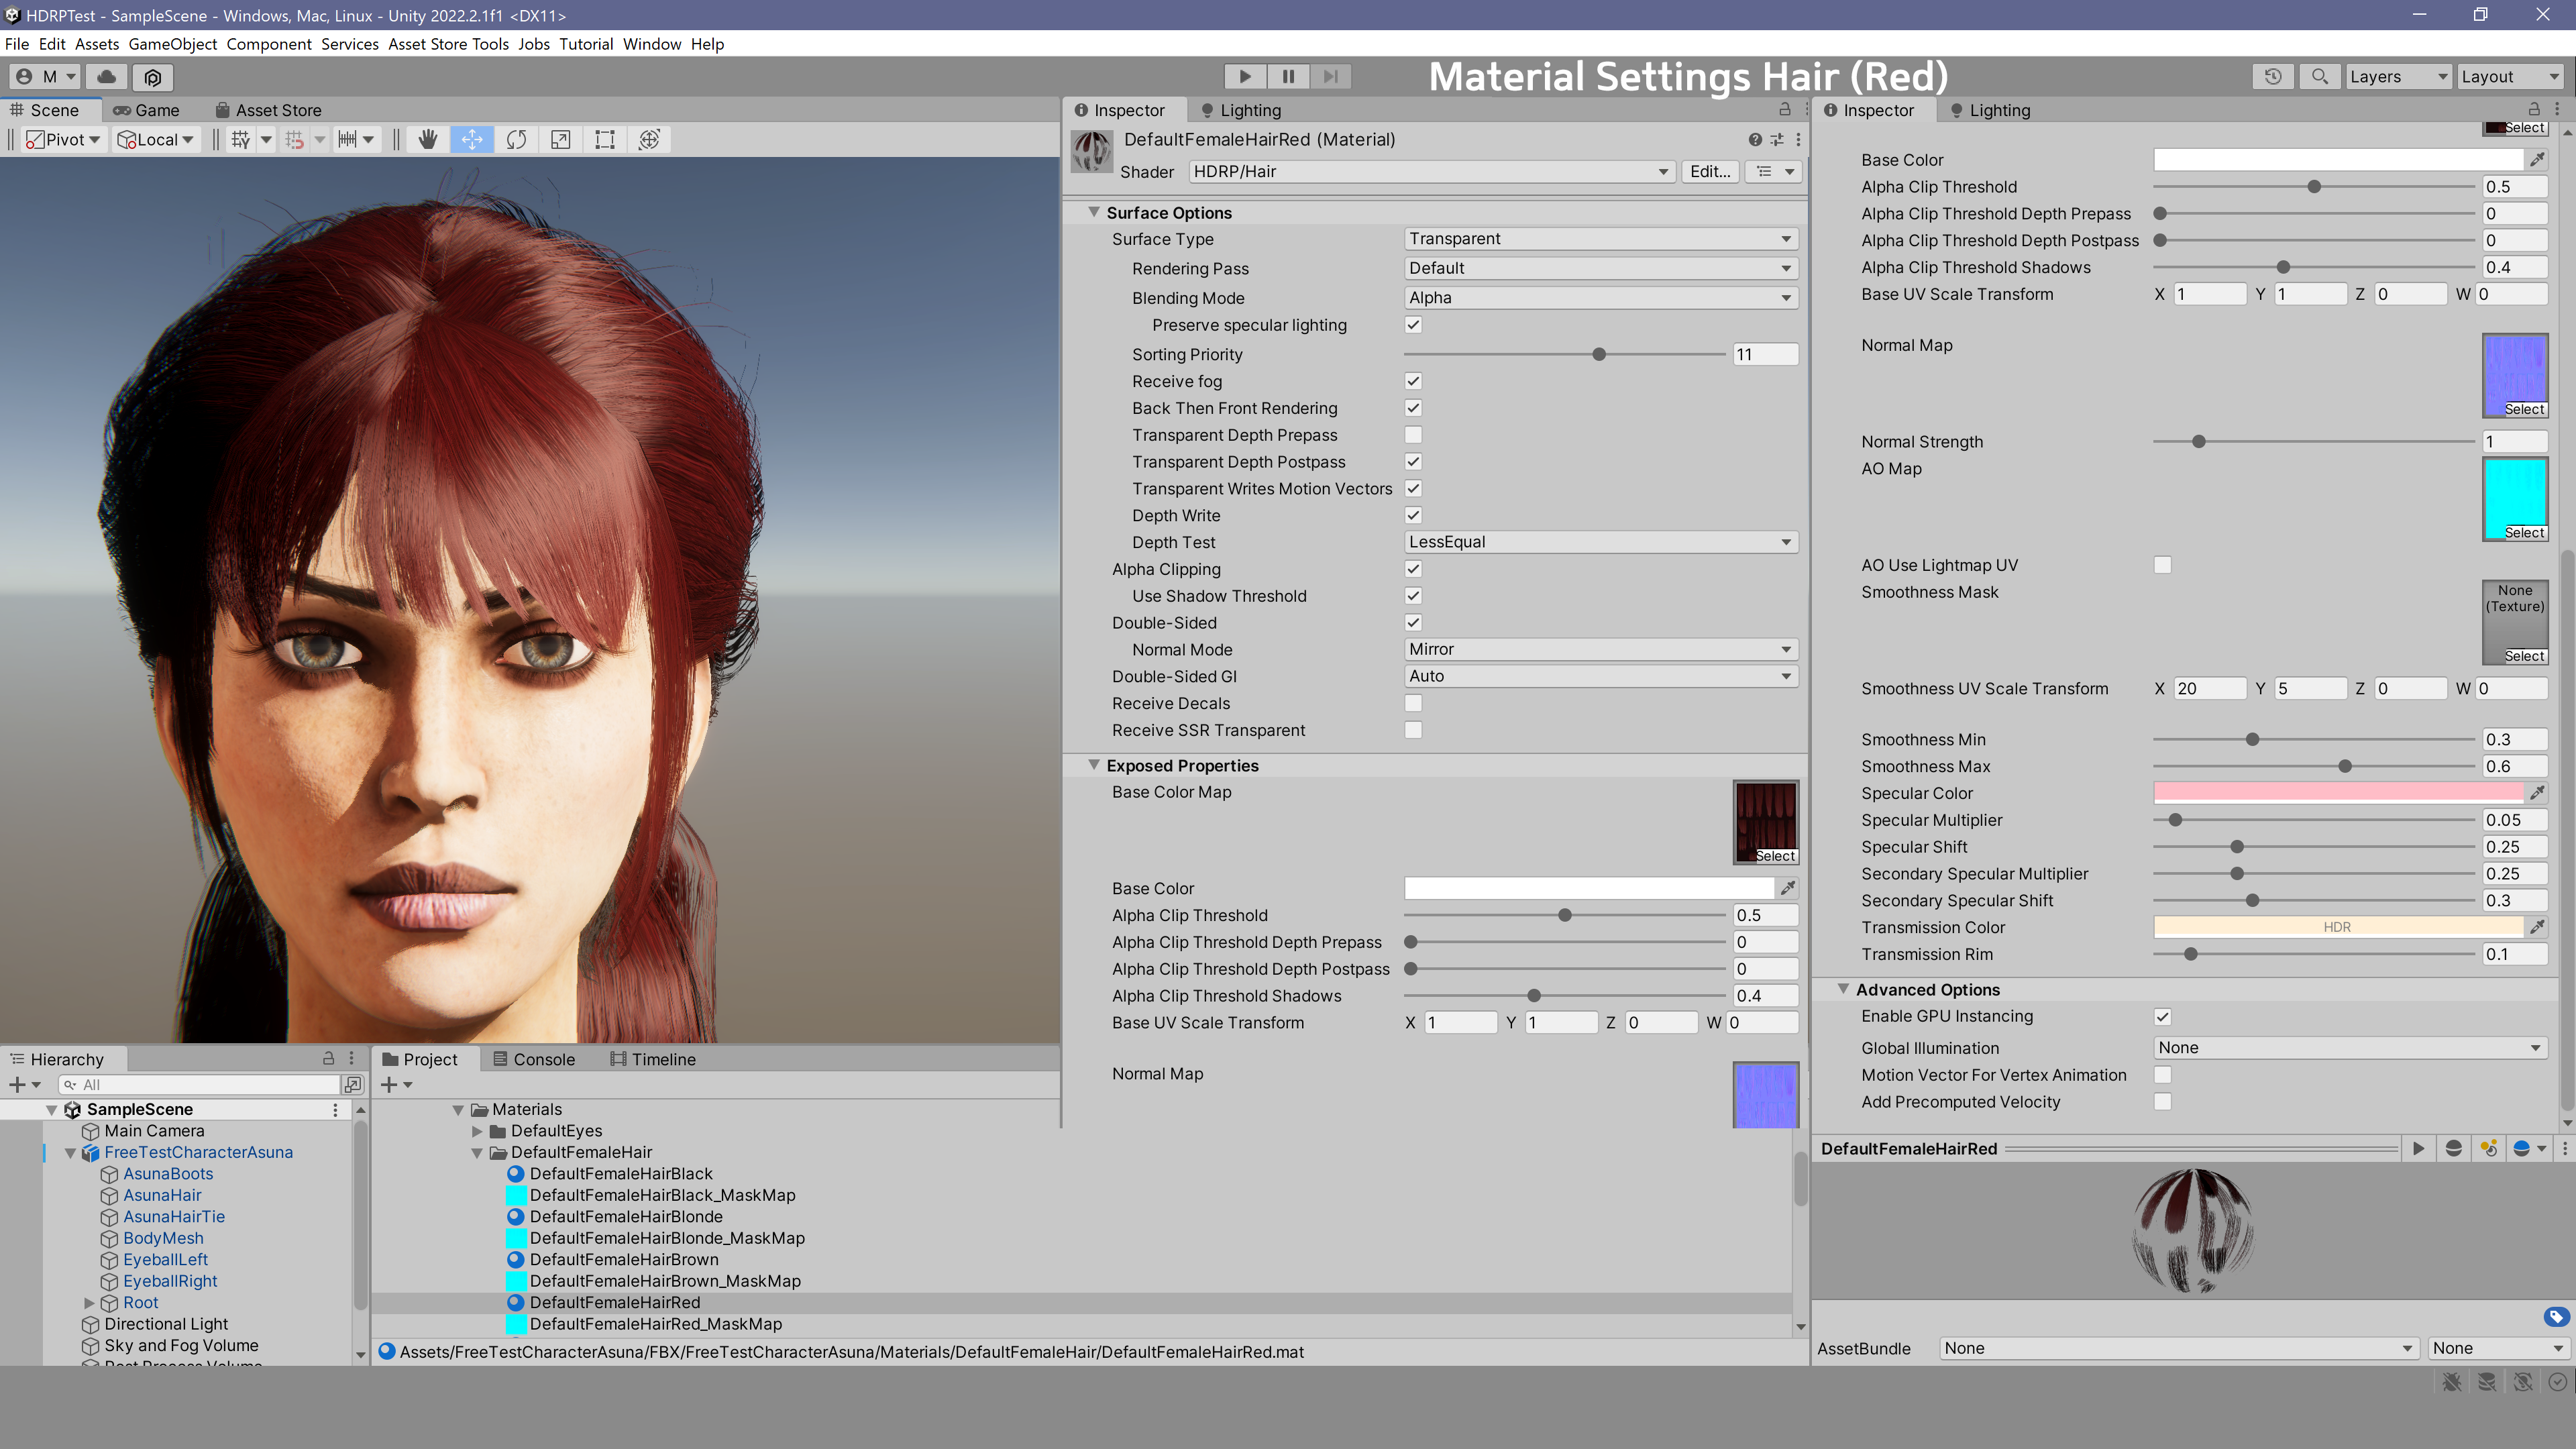 HDRPTest - SampleScene - Windows, Mac, Linux - Unity 2022.2.1f1 <DX11>
File Edit Assets GameObject Component Services Asset Store Tools Jobs Tutorial Window Help
M
Material Settings Hair (Red)
Layers
Layout
Scene
Game
Asset Store
Pivot
Local
Inspector
Lighting
DefaultFemaleHairRed (Material)
Shader
HDRP/Hair
Edit...
Surface Options
Surface Type Transparent
Rendering Pass Default
Blending Mode Alpha
Preserve specular lighting
Sorting Priority 11
Receive fog
Back Then Front Rendering
Transparent Depth Prepass
Transparent Depth Postpass
Transparent Writes Motion Vectors
Depth Write
Depth Test LessEqual
Alpha Clipping
Use Shadow Threshold
Double-Sided
Normal Mode Mirror
Double-Sided GI Auto
Receive Decals
Receive SSR Transparent
Exposed Properties
Base Color Map
Select
Base Color
Alpha Clip Threshold 0.5
Alpha Clip Threshold Depth Prepass 0
Alpha Clip Threshold Depth Postpass 0
Alpha Clip Threshold Shadows 0.4
Base UV Scale Transform X 1 Y 1 Z 0 W 0
Normal Map
Inspector
Lighting
Select
Base Color
Alpha Clip Threshold 0.5
Alpha Clip Threshold Depth Prepass 0
Alpha Clip Threshold Depth Postpass 0
Alpha Clip Threshold Shadows 0.4
Base UV Scale Transform X 1 Y 1 Z 0 W 0
Normal Map
Select
Normal Strength 1
AO Map
Select
AO Use Lightmap UV
Smoothness Mask
None
(Texture)
Select
Smoothness UV Scale Transform X 20 Y 5 Z 0 W 0
Smoothness Min 0.3
Smoothness Max 0.6
Specular Color
Specular Multiplier 0.05
Specular Shift 0.25
Secondary Specular Multiplier 0.25
Secondary Specular Shift 0.3
Transmission Color HDR
Transmission Rim 0.1
Advanced Options
Enable GPU Instancing
Global Illumination None
Motion Vector For Vertex Animation
Add Precomputed Velocity
DefaultFemaleHairRed
AssetBundle None None
Hierarchy
All
SampleScene
Main Camera
FreeTestCharacterAsuna
AsunaBoots
AsunaHair
AsunaHairTie
BodyMesh
EyeballLeft
EyeballRight
Root
Directional Light
Sky and Fog Volume
Post Process Volume
Project
Console
Timeline
Materials
DefaultEyes
DefaultFemaleHair
DefaultFemaleHairBlack
DefaultFemaleHairBlack_MaskMap
DefaultFemaleHairBlonde
DefaultFemaleHairBlonde_MaskMap
DefaultFemaleHairBrown
DefaultFemaleHairBrown_MaskMap
DefaultFemaleHairRed
DefaultFemaleHairRed_MaskMap
Assets/FreeTestCharacterAsuna/FBX/FreeTestCharacterAsuna/Materials/DefaultFemaleHair/DefaultFemaleHairRed.mat